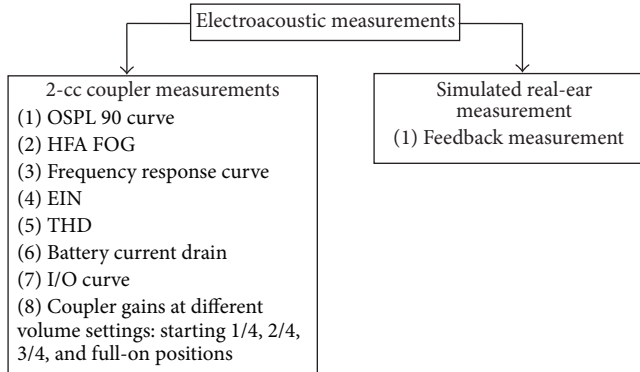 Electroacoustic measurements
2-cc coupler measurements
(1) OSPL 90 curve
(2) HFA FOG
(3) Frequency response curve
(4) EIN
(5) THD
(6) Battery current drain
(7) I/O curve
(8) Coupler gains at different
volume settings: starting 1/4, 2/4,
3/4, and full-on positions
Simulated real-ear
measurement
(1) Feedback measurement